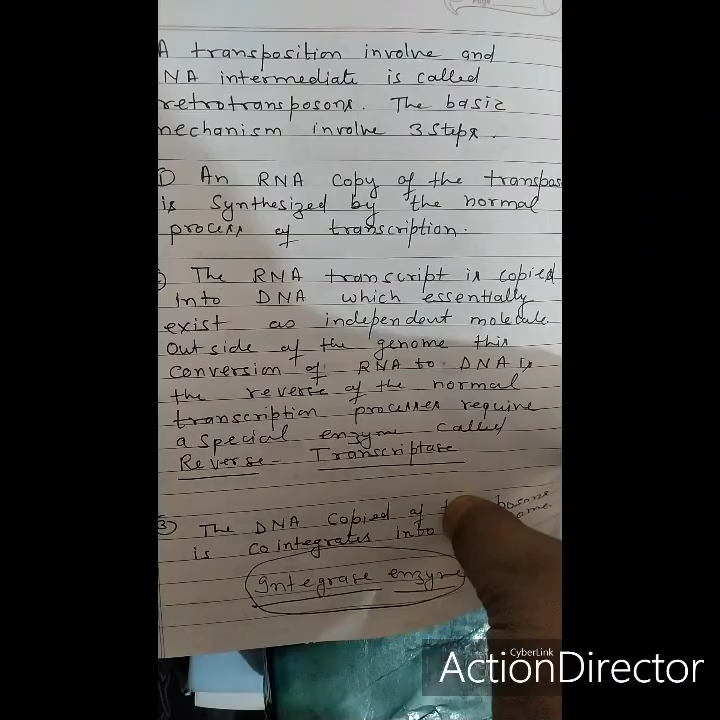 A transposition involve and
NA intermediate is called
retrotransposons. The basic
mechanism involve 3 steps.
① An RNA copy of the transpos
is synthesized by the normal
process of transcription.
The RNA transcript is copied
into DNA which essentially
exist as independent molecule
outside of the genome this
conversion of RNA to DNA is
the reverse of the normal
transcription processes require
a special enzyme called
Reverse Transcriptase
③ The DNA Copied of
is cointegrates into
Integrase enzyme
CyberLink
ActionDirector